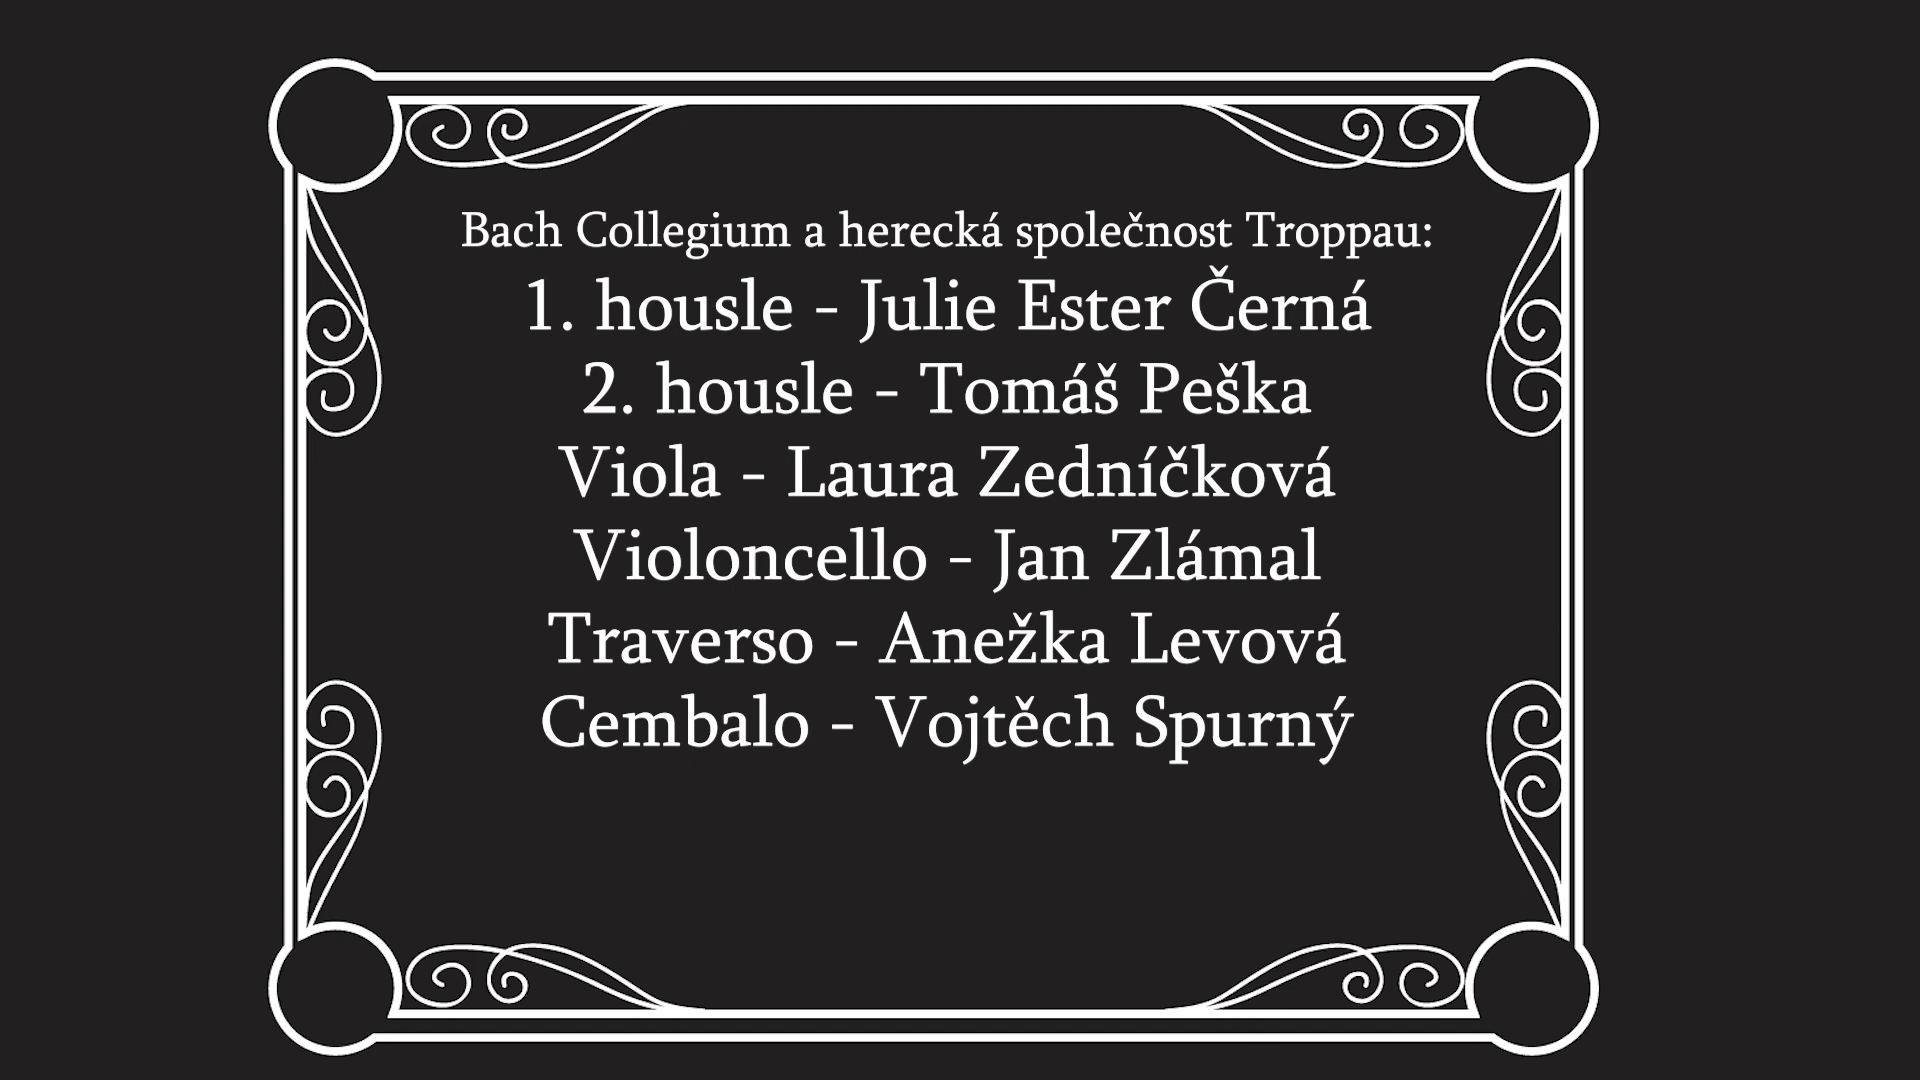 Bach Collegium a herecká společnost Troppau:
1. housle - Julie Ester Černá
2. housle - Tomáš Peška
Viola - Laura Zedníčková
Violoncello - Jan Zlámal
Traverso - Anežka Levová
Cembalo - Vojtěch Spurný